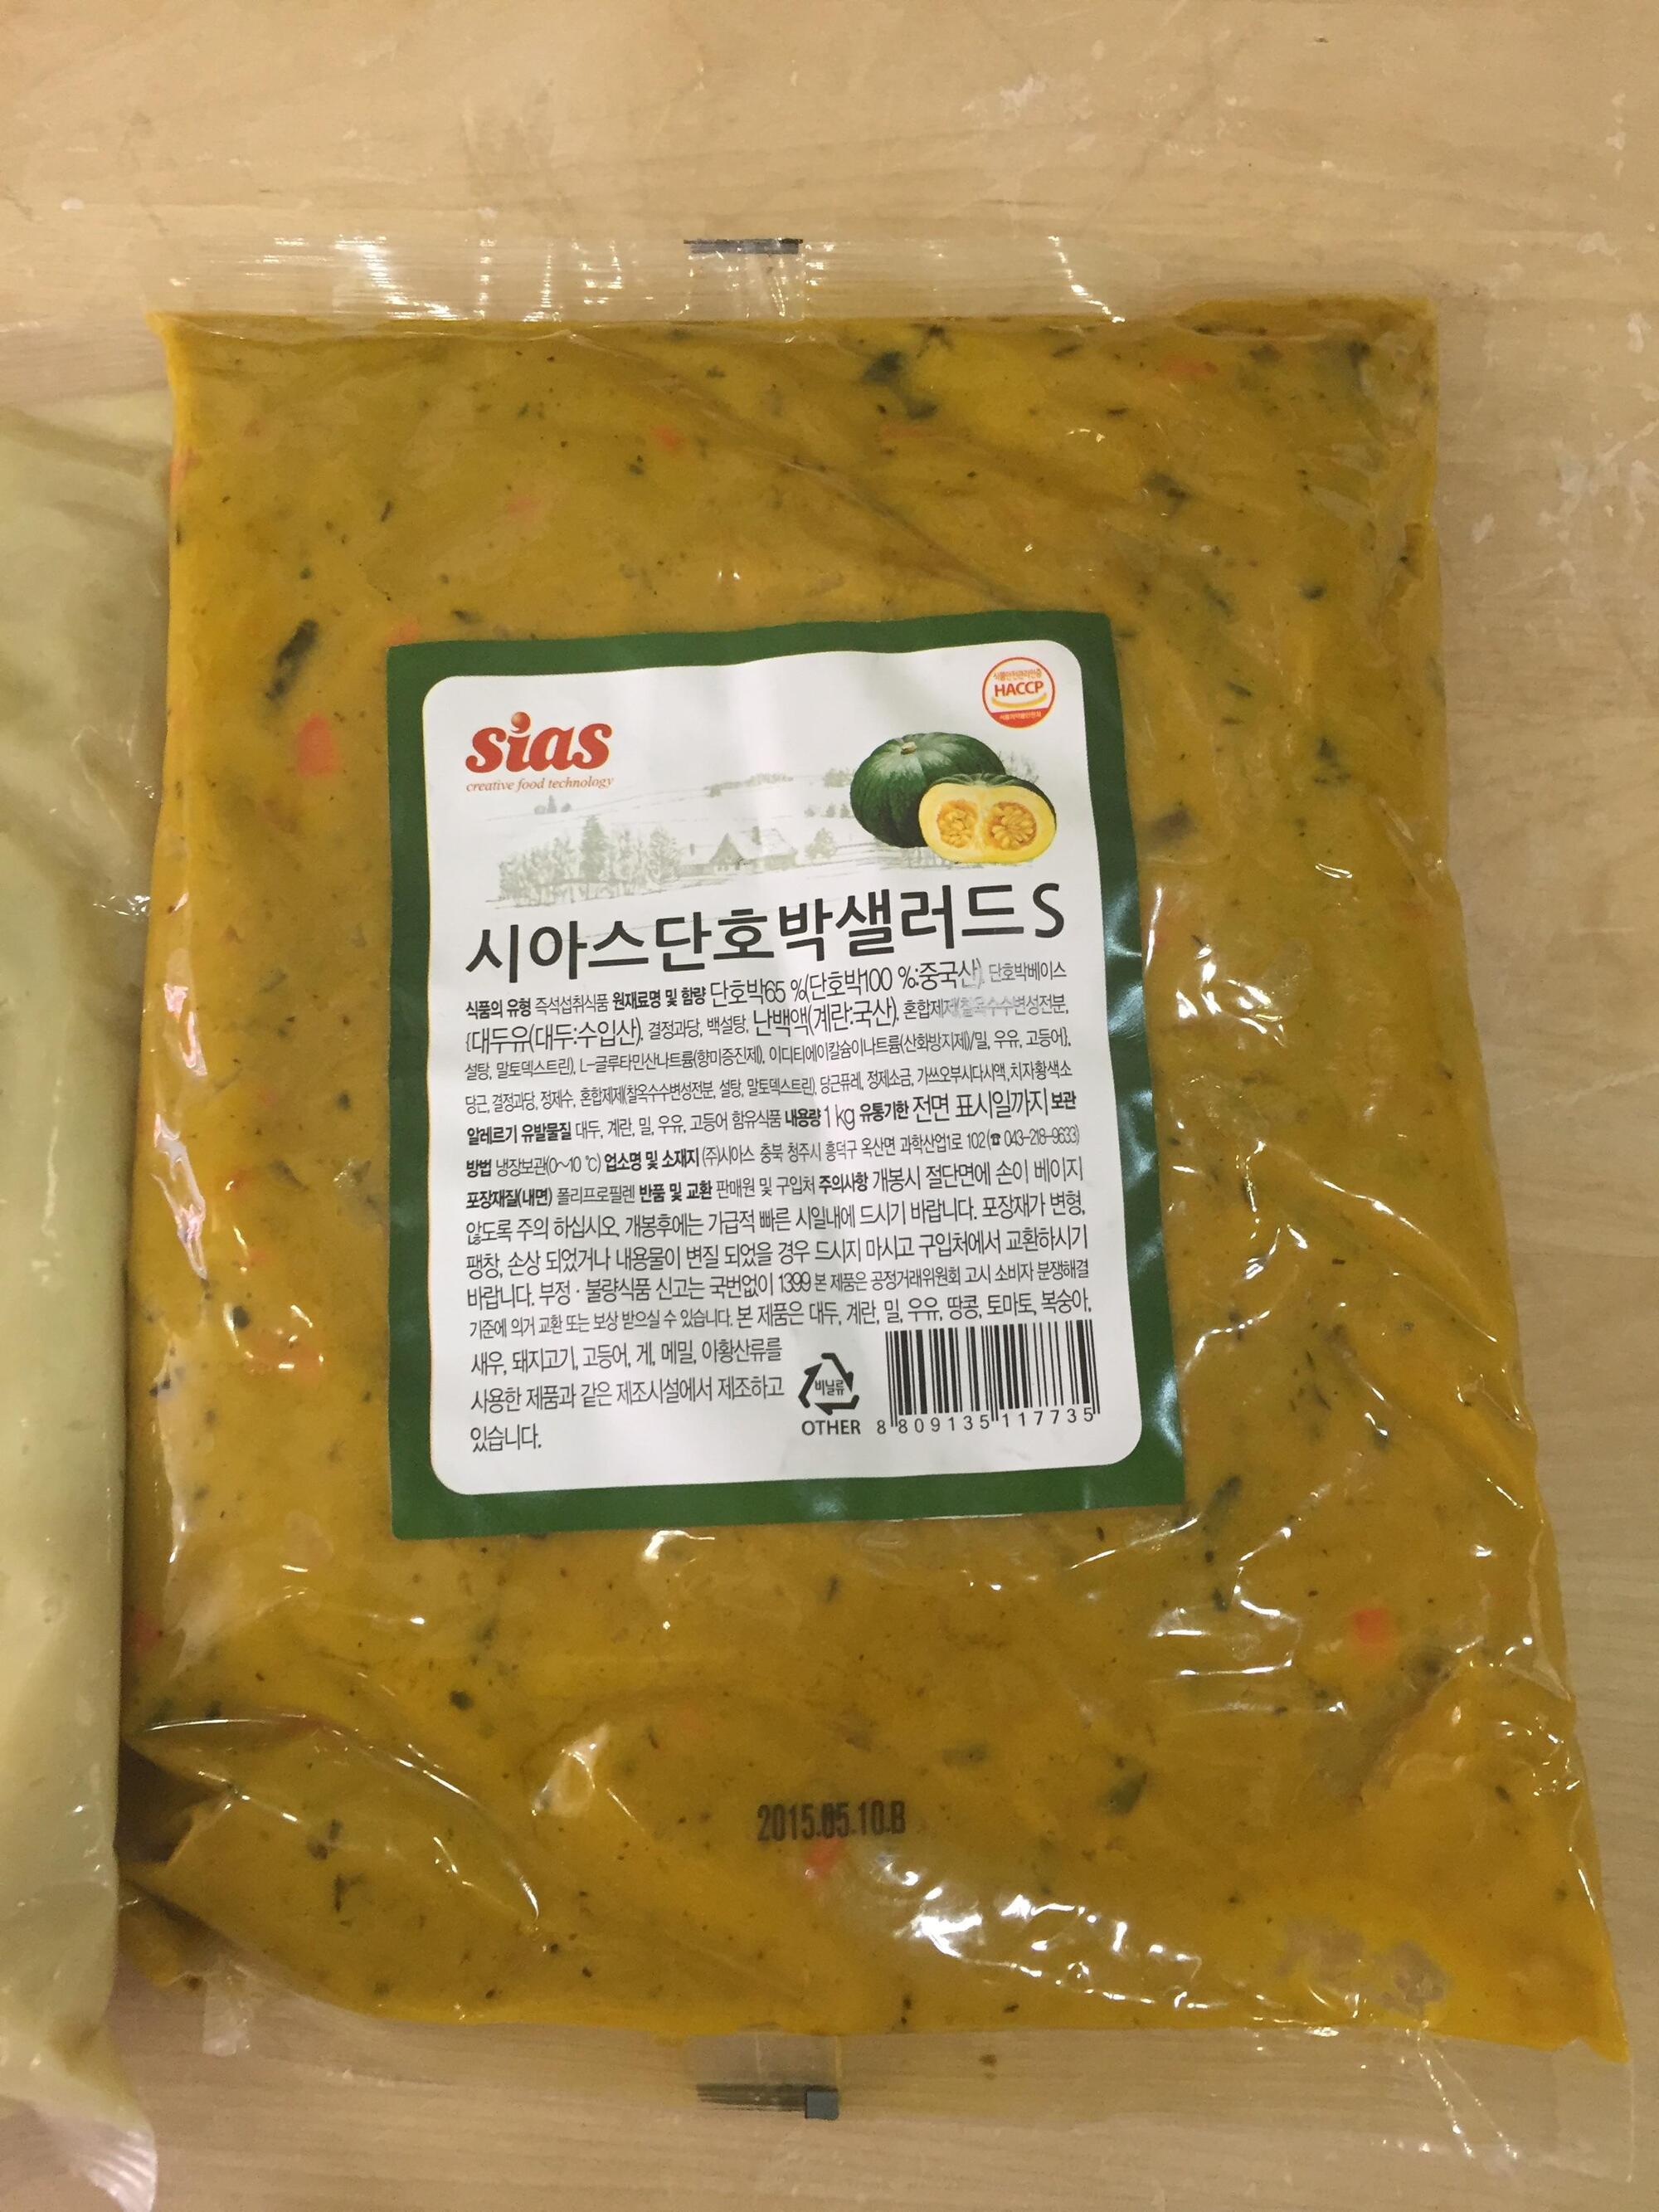 sias
creative food technology
HACCP
시아스단호박샐러드S
식품의 유형 즉석섭취식품 원재료명 및 함량 단호박65 %(단호박100 %:중국산), 단호박베이스
{대두유(대두:수입산), 결정과당, 백설탕, 난백액(계란:국산), 혼합제제(찰옥수수변성전분,
설탕, 말토덱스트린), L-글루타민산나트륨(향미증진제), 이디티에이칼슘이나트륨(산화방지제)/밀, 우유, 고등어},
당근, 결정과당, 정제수, 혼합제제(찰옥수수변성전분, 설탕, 말토덱스트린), 당근퓨레, 정제소금, 가쓰오부시다시액, 치자황색소
알레르기 유발물질 대두, 계란, 밀, 우유, 고등어 함유식품 내용량 1 kg 유통기한 전면 표시일까지 보관
방법 냉장보관(0~10 ℃) 업소명 및 소재지 (주)시아스 충북 청주시 흥덕구 옥산면 과학산업1로 102(☎ 043-218-9633)
포장재질(내면) 폴리프로필렌 반품 및 교환 판매원 및 구입처 주의사항 개봉시 절단면에 손이 베이지
않도록 주의 하십시오. 개봉후에는 가급적 빠른 시일내에 드시기 바랍니다. 포장재가 변형,
팽창, 손상 되었거나 내용물이 변질 되었을 경우 드시지 마시고 구입처에서 교환하시기
바랍니다. 부정·불량식품 신고는 국번없이 1399 본 제품은 공정거래위원회 고시 소비자 분쟁해결
기준에 의거 교환 또는 보상 받으실 수 있습니다. 본 제품은 대두, 계란, 밀, 우유, 땅콩, 토마토, 복숭아,
새우, 돼지고기, 고등어, 게, 메밀, 아황산류를
사용한 제품과 같은 제조시설에서 제조하고
있습니다.
비닐류
OTHER
8 809135 117735
2015.05.10.B